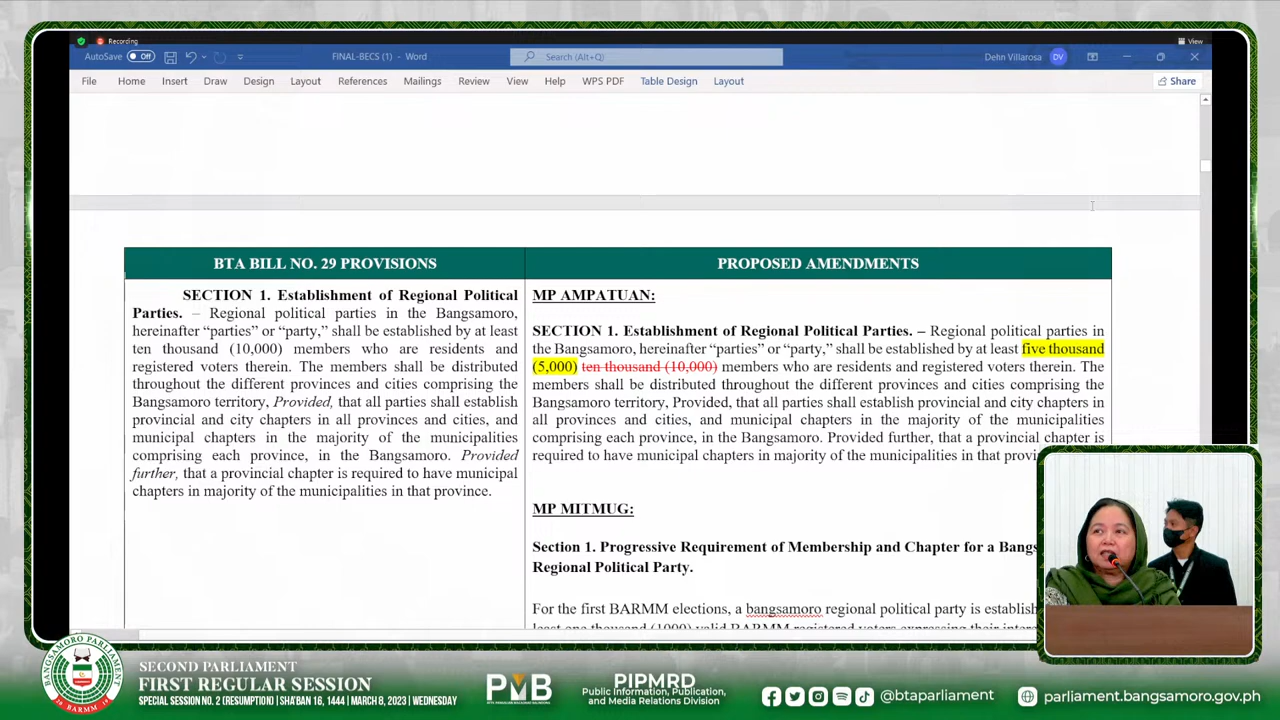 Recording
View
AutoSave Off
FINAL-BECS (1) - Word
Search (Alt+Q)
Dehn Villarosa DV
File Home Insert Draw Design Layout References Mailings Review View Help WPS PDF Table Design Layout Share
BTA BILL NO. 29 PROVISIONS
SECTION 1. Establishment of Regional Political
Parties. – Regional political parties in the Bangsamoro,
hereinafter “parties” or “party,” shall be established by at least
ten thousand (10,000) members who are residents and
registered voters therein. The members shall be distributed
throughout the different provinces and cities comprising the
Bangsamoro territory, Provided, that all parties shall establish
provincial and city chapters in all provinces and cities, and
municipal chapters in the majority of the municipalities
comprising each province, in the Bangsamoro. Provided
further, that a provincial chapter is required to have municipal
chapters in majority of the municipalities in that province.
PROPOSED AMENDMENTS
MP AMPATUAN:
SECTION 1. Establishment of Regional Political Parties. – Regional political parties in
the Bangsamoro, hereinafter “parties” or “party,” shall be established by at least five thousand
(5,000) ten thousand (10,000) members who are residents and registered voters therein. The
members shall be distributed throughout the different provinces and cities comprising the
Bangsamoro territory, Provided, that all parties shall establish provincial and city chapters in
all provinces and cities, and municipal chapters in the majority of the municipalities
comprising each province, in the Bangsamoro. Provided further, that a provincial chapter is
required to have municipal chapters in majority of the municipalities in that
MP MITMUG:
Section 1. Progressive Requirement of Membership and Chapter for a
Regional Political Party.
For the first BARMM elections, a bangsamoro regional political party is
least one thousand (1000) valid BARMM registered voters expressing their
BANGSAMORO PARLIAMENT
BARMM
SECOND PARLIAMENT
FIRST REGULAR SESSION
SPECIAL SESSION NO. 2 (RESUMPTION) | SHA'BAN 16, 1444 | MARCH 8, 2023 | WEDNESDAY
PMB
PIPMRD
Public Information, Publication,
and Media Relations Division
@btaparliament
parliament.bangsamoro.gov.ph